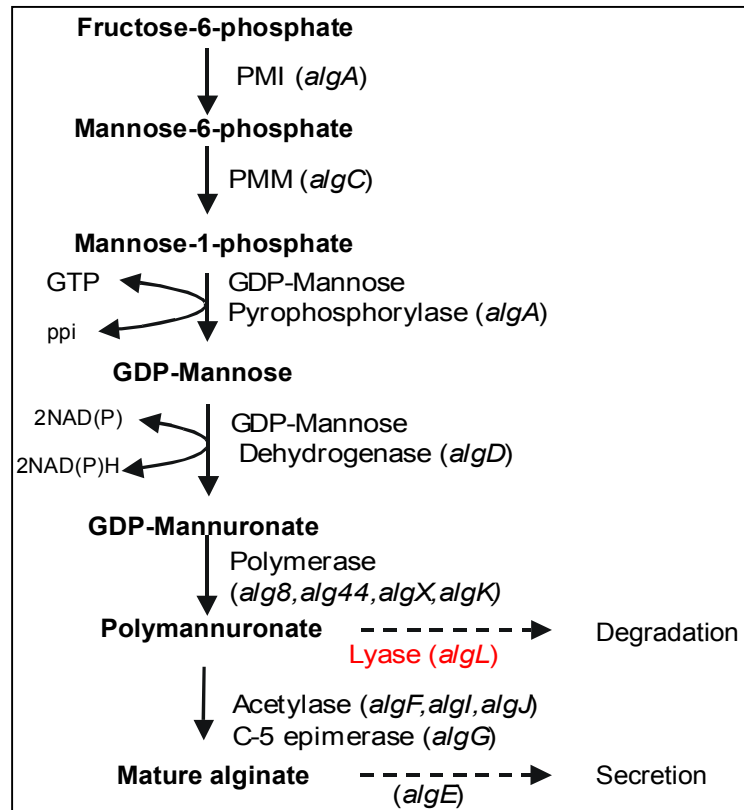 Fructose-6-phosphate
PMI (algA)
Mannose-6-phosphate
PMM (algC)
Mannose-1-phosphate
GTP
GDP-Mannose
Pyrophosphorylase (algA)
ppi
GDP-Mannose
2NAD(P)
GDP-Mannose
Dehydrogenase (algD)
2NAD(P)H
GDP-Mannuronate
Polymerase
(alg8,alg44,algX,algK)
Polymannuronate
Degradation
Lyase (algL)
Acetylase (algF,algI,algJ)
C-5 epimerase (algG)
Mature alginate
Secretion
(algE)